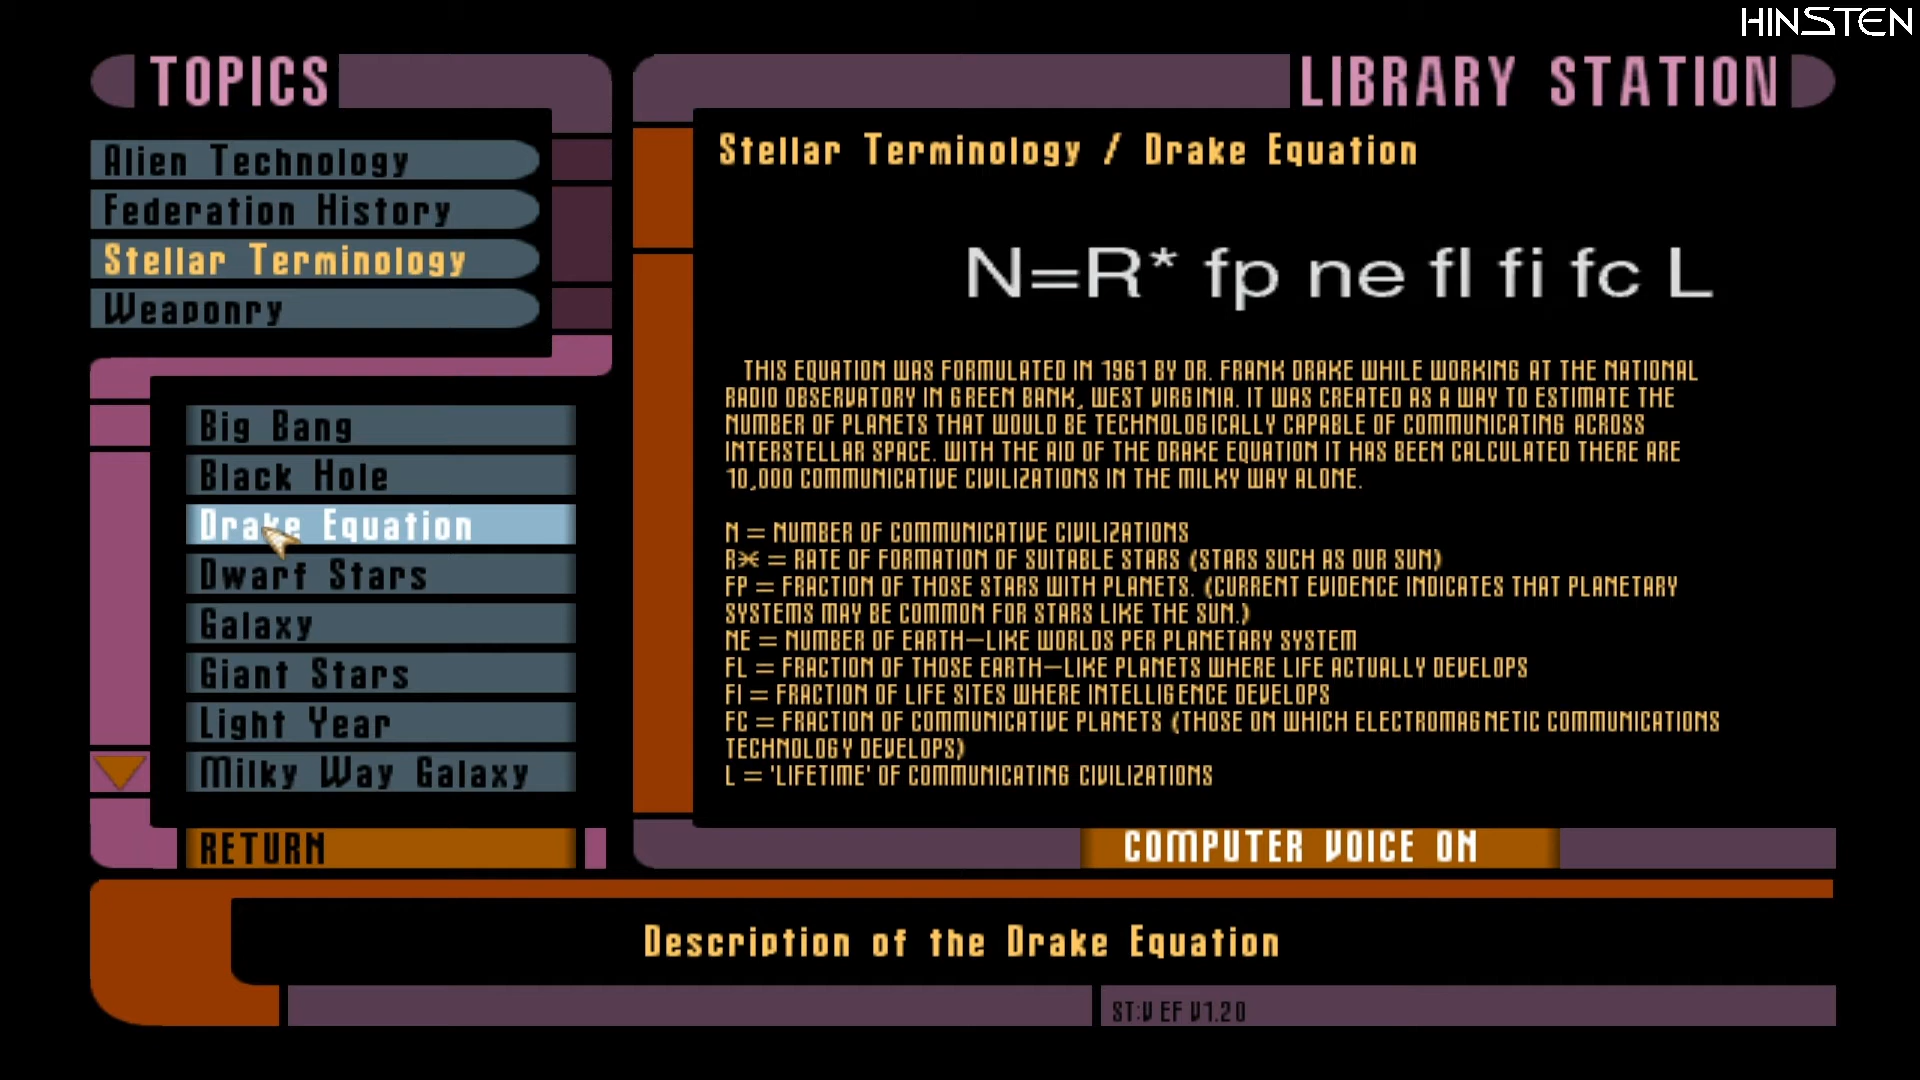 HINSTEN
TOPICS
LIBRARY STATION
Alien Technology
Federation History
Stellar Terminology
Weaponry
Big Bang
Black Hole
Drake Equation
Dwarf Stars
Galaxy
Giant Stars
Light Year
Milky Way Galaxy
RETURN
Stellar Terminology / Drake Equation
N=R* fp ne fl fi fc L
THIS EQUATION WAS FORMULATED IN 1961 BY DR. FRANK DRAKE WHILE WORKING AT THE NATIONAL
RADIO OBSERVATORY IN GREEN BANK, WEST VIRGINIA. IT WAS CREATED AS A WAY TO ESTIMATE THE
NUMBER OF PLANETS THAT WOULD BE TECHNOLOGICALLY CAPABLE OF COMMUNICATING ACROSS
INTERSTELLAR SPACE. WITH THE AID OF THE DRAKE EQUATION IT HAS BEEN CALCULATED THERE ARE
10,000 COMMUNICATIVE CIVILIZATIONS IN THE MILKY WAY ALONE.
N = NUMBER OF COMMUNICATIVE CIVILIZATIONS
R* = RATE OF FORMATION OF SUITABLE STARS (STARS SUCH AS OUR SUN)
FP = FRACTION OF THOSE STARS WITH PLANETS. (CURRENT EVIDENCE INDICATES THAT PLANETARY
SYSTEMS MAY BE COMMON FOR STARS LIKE THE SUN.)
NE = NUMBER OF EARTH-LIKE WORLDS PER PLANETARY SYSTEM
FL = FRACTION OF THOSE EARTH-LIKE PLANETS WHERE LIFE ACTUALLY DEVELOPS
FI = FRACTION OF LIFE SITES WHERE INTELLIGENCE DEVELOPS
FC = FRACTION OF COMMUNICATIVE PLANETS (THOSE ON WHICH ELECTROMAGNETIC COMMUNICATIONS
TECHNOLOGY DEVELOPS)
L = 'LIFETIME' OF COMMUNICATING CIVILIZATIONS
COMPUTER VOICE ON
Description of the Drake Equation
ST:V EF V1.20